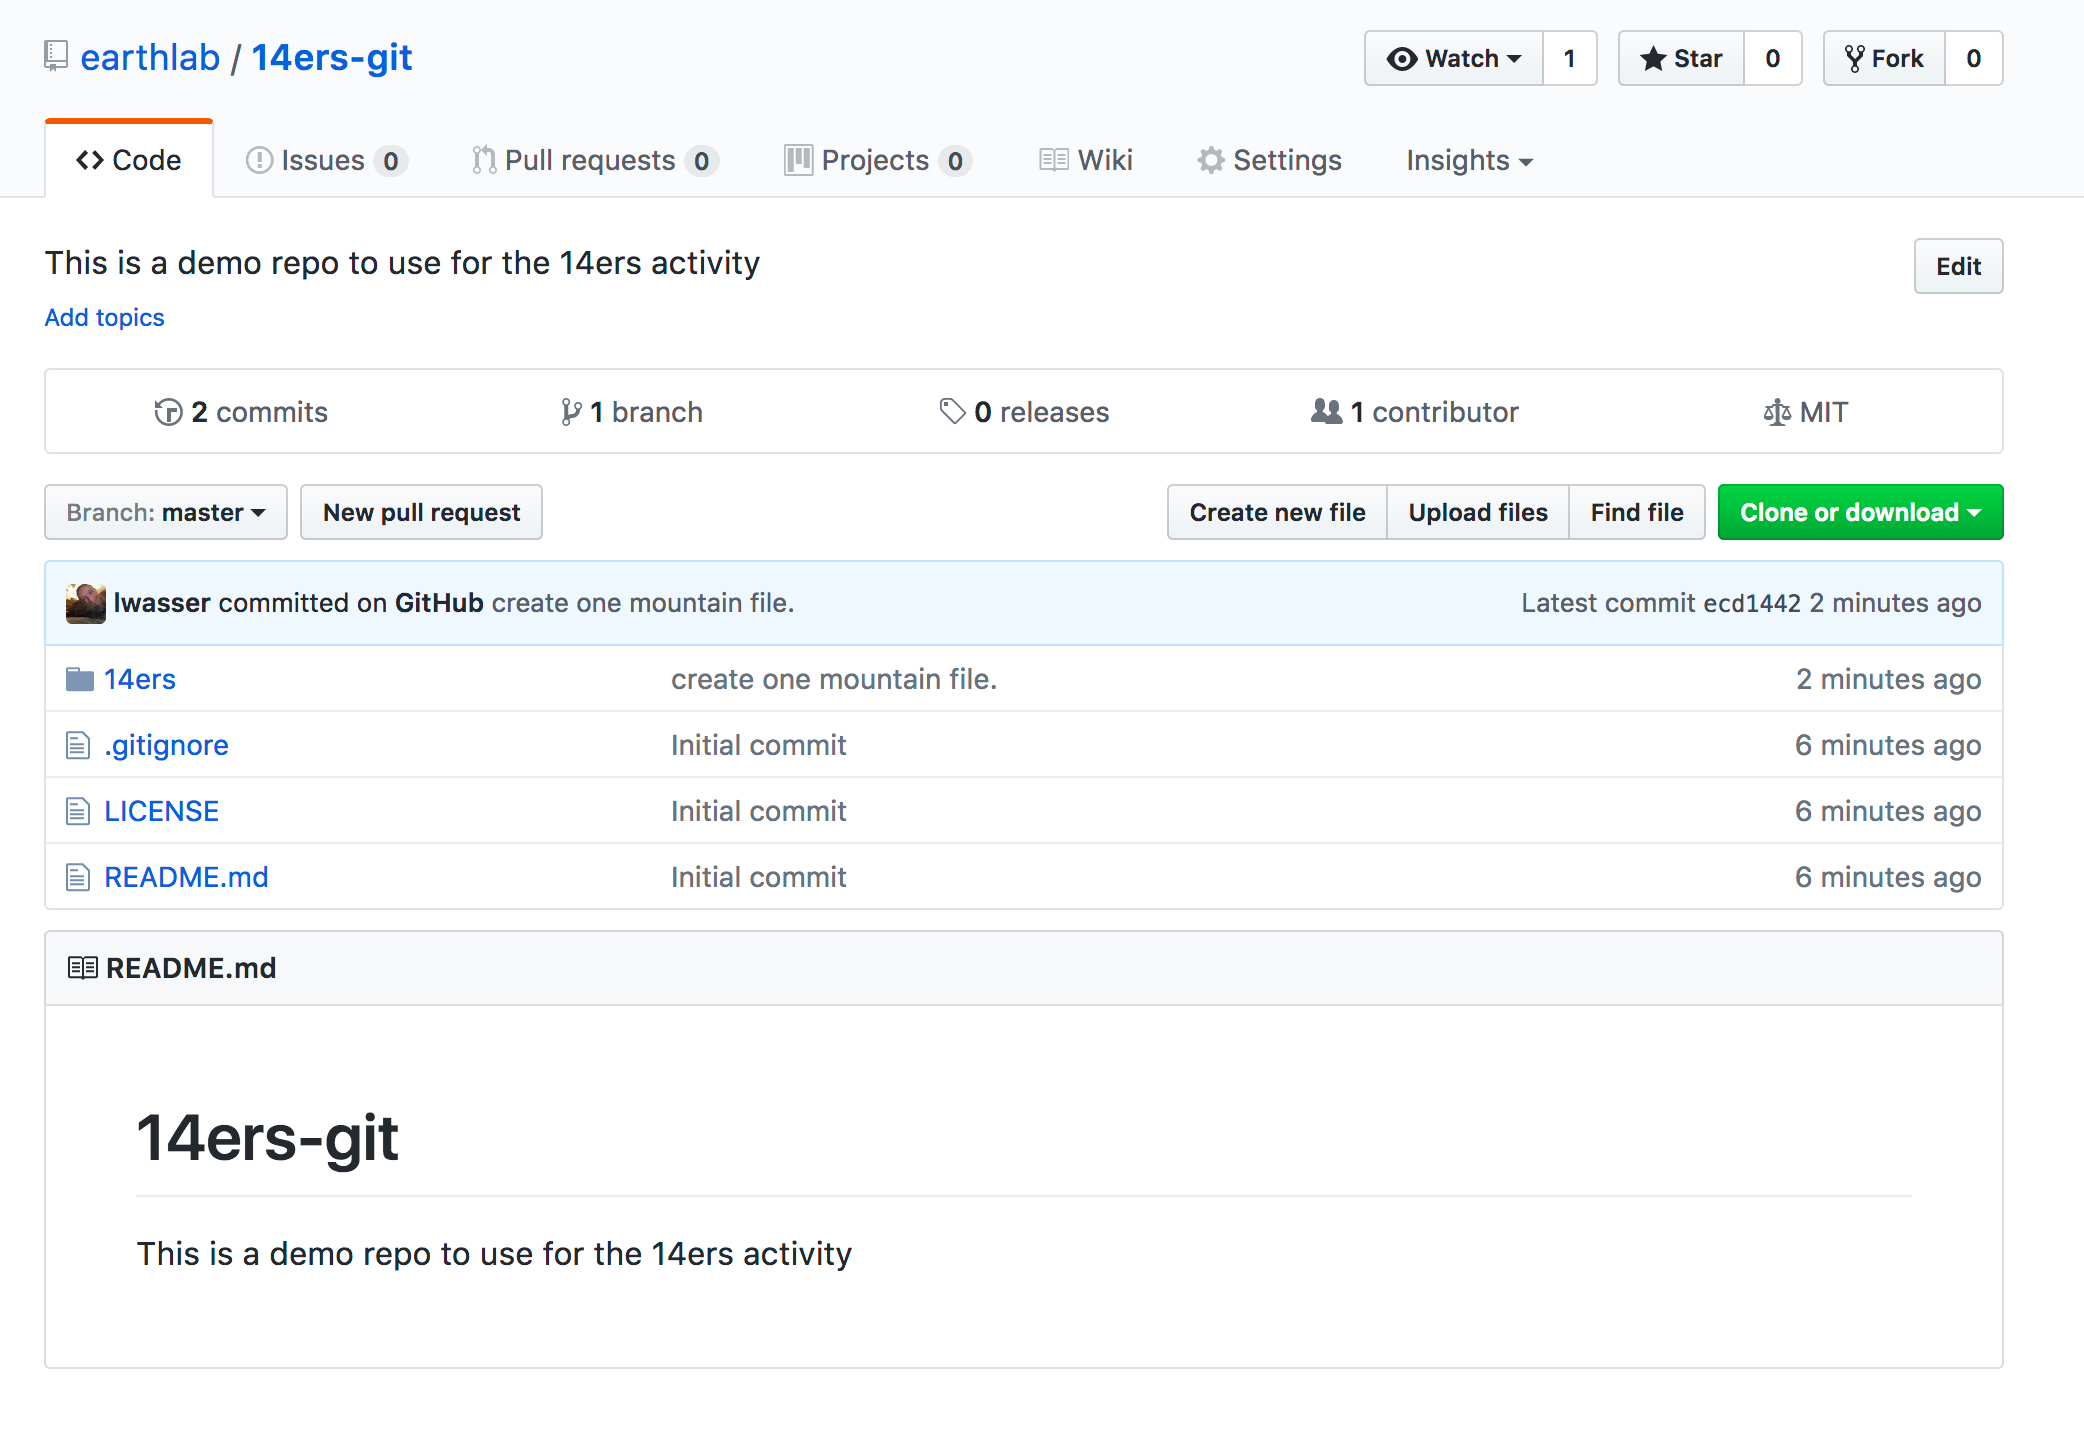 earthlab / 14ers-git
Watch 1 Star 0 Fork 0
Code Issues 0 Pull requests 0 Projects 0 Wiki Settings Insights
This is a demo repo to use for the 14ers activity
Edit
Add topics
2 commits 1 branch 0 releases 1 contributor MIT
Branch: master New pull request Create new file Upload files Find file Clone or download
lwasser committed on GitHub create one mountain file. Latest commit ecd1442 2 minutes ago
14ers create one mountain file. 2 minutes ago
.gitignore Initial commit 6 minutes ago
LICENSE Initial commit 6 minutes ago
README.md Initial commit 6 minutes ago
README.md
14ers-git
This is a demo repo to use for the 14ers activity